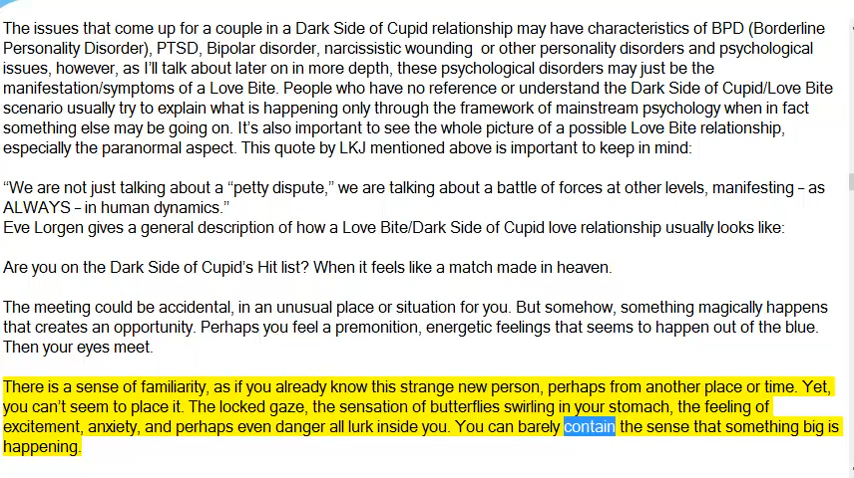 The issues that come up for a couple in a Dark Side of Cupid relationship may have characteristics of BPD (Borderline
Personality Disorder), PTSD, Bipolar disorder, narcissistic wounding  or other personality disorders and psychological
issues, however, as I’ll talk about later on in more depth, these psychological disorders may just be the
manifestation/symptoms of a Love Bite. People who have no reference or understand the Dark Side of Cupid/Love Bite
scenario usually try to explain what is happening only through the framework of mainstream psychology when in fact
something else may be going on. It’s also important to see the whole picture of a possible Love Bite relationship,
especially the paranormal aspect. This quote by LKJ mentioned above is important to keep in mind:
“We are not just talking about a “petty dispute,” we are talking about a battle of forces at other levels, manifesting – as
ALWAYS – in human dynamics.”
Eve Lorgen gives a general description of how a Love Bite/Dark Side of Cupid love relationship usually looks like:
Are you on the Dark Side of Cupid’s Hit list? When it feels like a match made in heaven.
The meeting could be accidental, in an unusual place or situation for you. But somehow, something magically happens
that creates an opportunity. Perhaps you feel a premonition, energetic feelings that seems to happen out of the blue.
Then your eyes meet.
There is a sense of familiarity, as if you already know this strange new person, perhaps from another place or time. Yet,
you can’t seem to place it. The locked gaze, the sensation of butterflies swirling in your stomach, the feeling of
excitement, anxiety, and perhaps even danger all lurk inside you. You can barely contain the sense that something big is
happening.